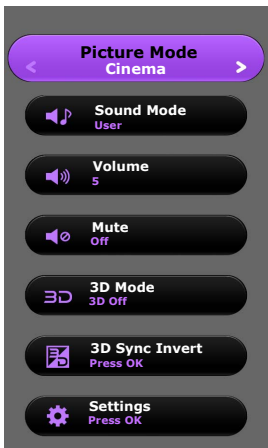 Picture Mode
Cinema
Sound Mode
User
Volume
5
Mute
Off
3D
3D Mode
3D Off
3D Sync Invert
Press OK
Settings
Press OK